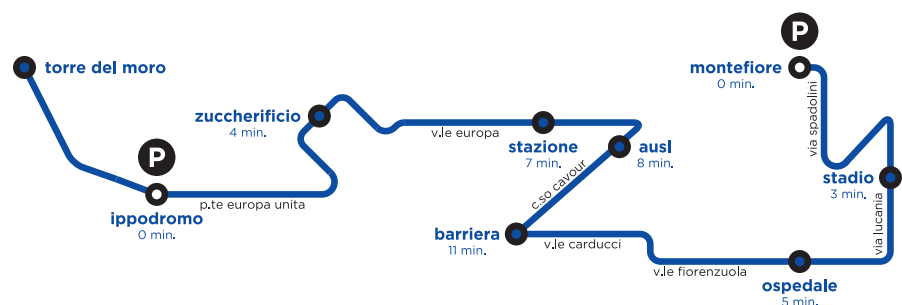 P
montefiore
0 min.
torre del moro
via spadolini
zuccherificio
4 min.
v.le europa
stazione
7 min.
ausl
8 min.
P
c.so cavour
stadio
3 min.
ippodromo
0 min.
p.te europa unita
via lucania
barriera
11 min.
v.le carducci
v.le fiorenzuola
ospedale
5 min.